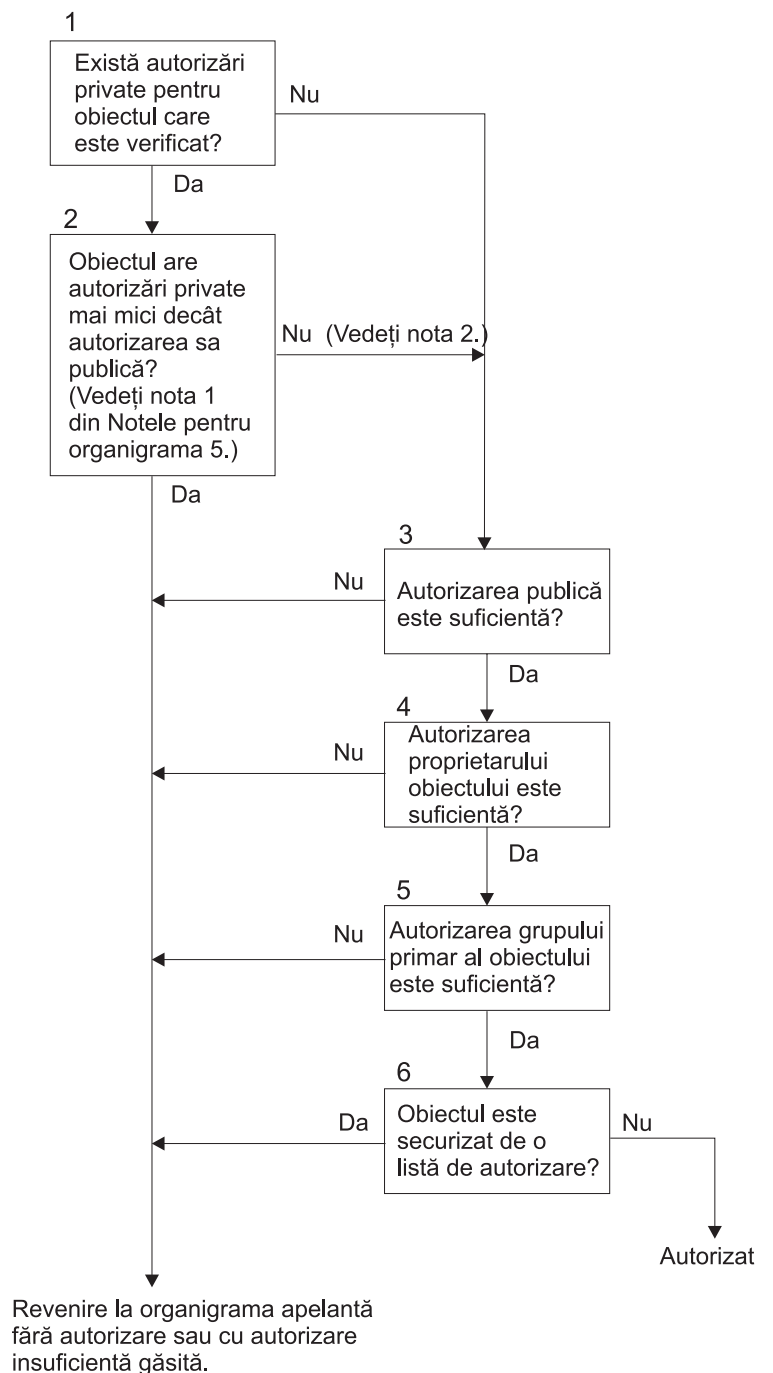 1
Există autorizări
private pentru
obiectul care
este verificat?
Nu
Da
2
Obiectul are
autorizări private
mai mici decât
autorizarea sa
publică?
(Vedeți nota 1
din Notele pentru
organigrama 5.)
Nu (Vedeți nota 2.)
Da
3
Autorizarea publică
este suficientă?
Nu
Da
4
Autorizarea
proprietarului
obiectului este
suficientă?
Nu
Da
5
Autorizarea grupului
primar al obiectului
este suficientă?
Nu
Da
6
Obiectul este
securizat de o
listă de autorizare?
Da
Nu
Autorizat
Revenire la organigrama apelantă
fără autorizare sau cu autorizare
insuficientă găsită.